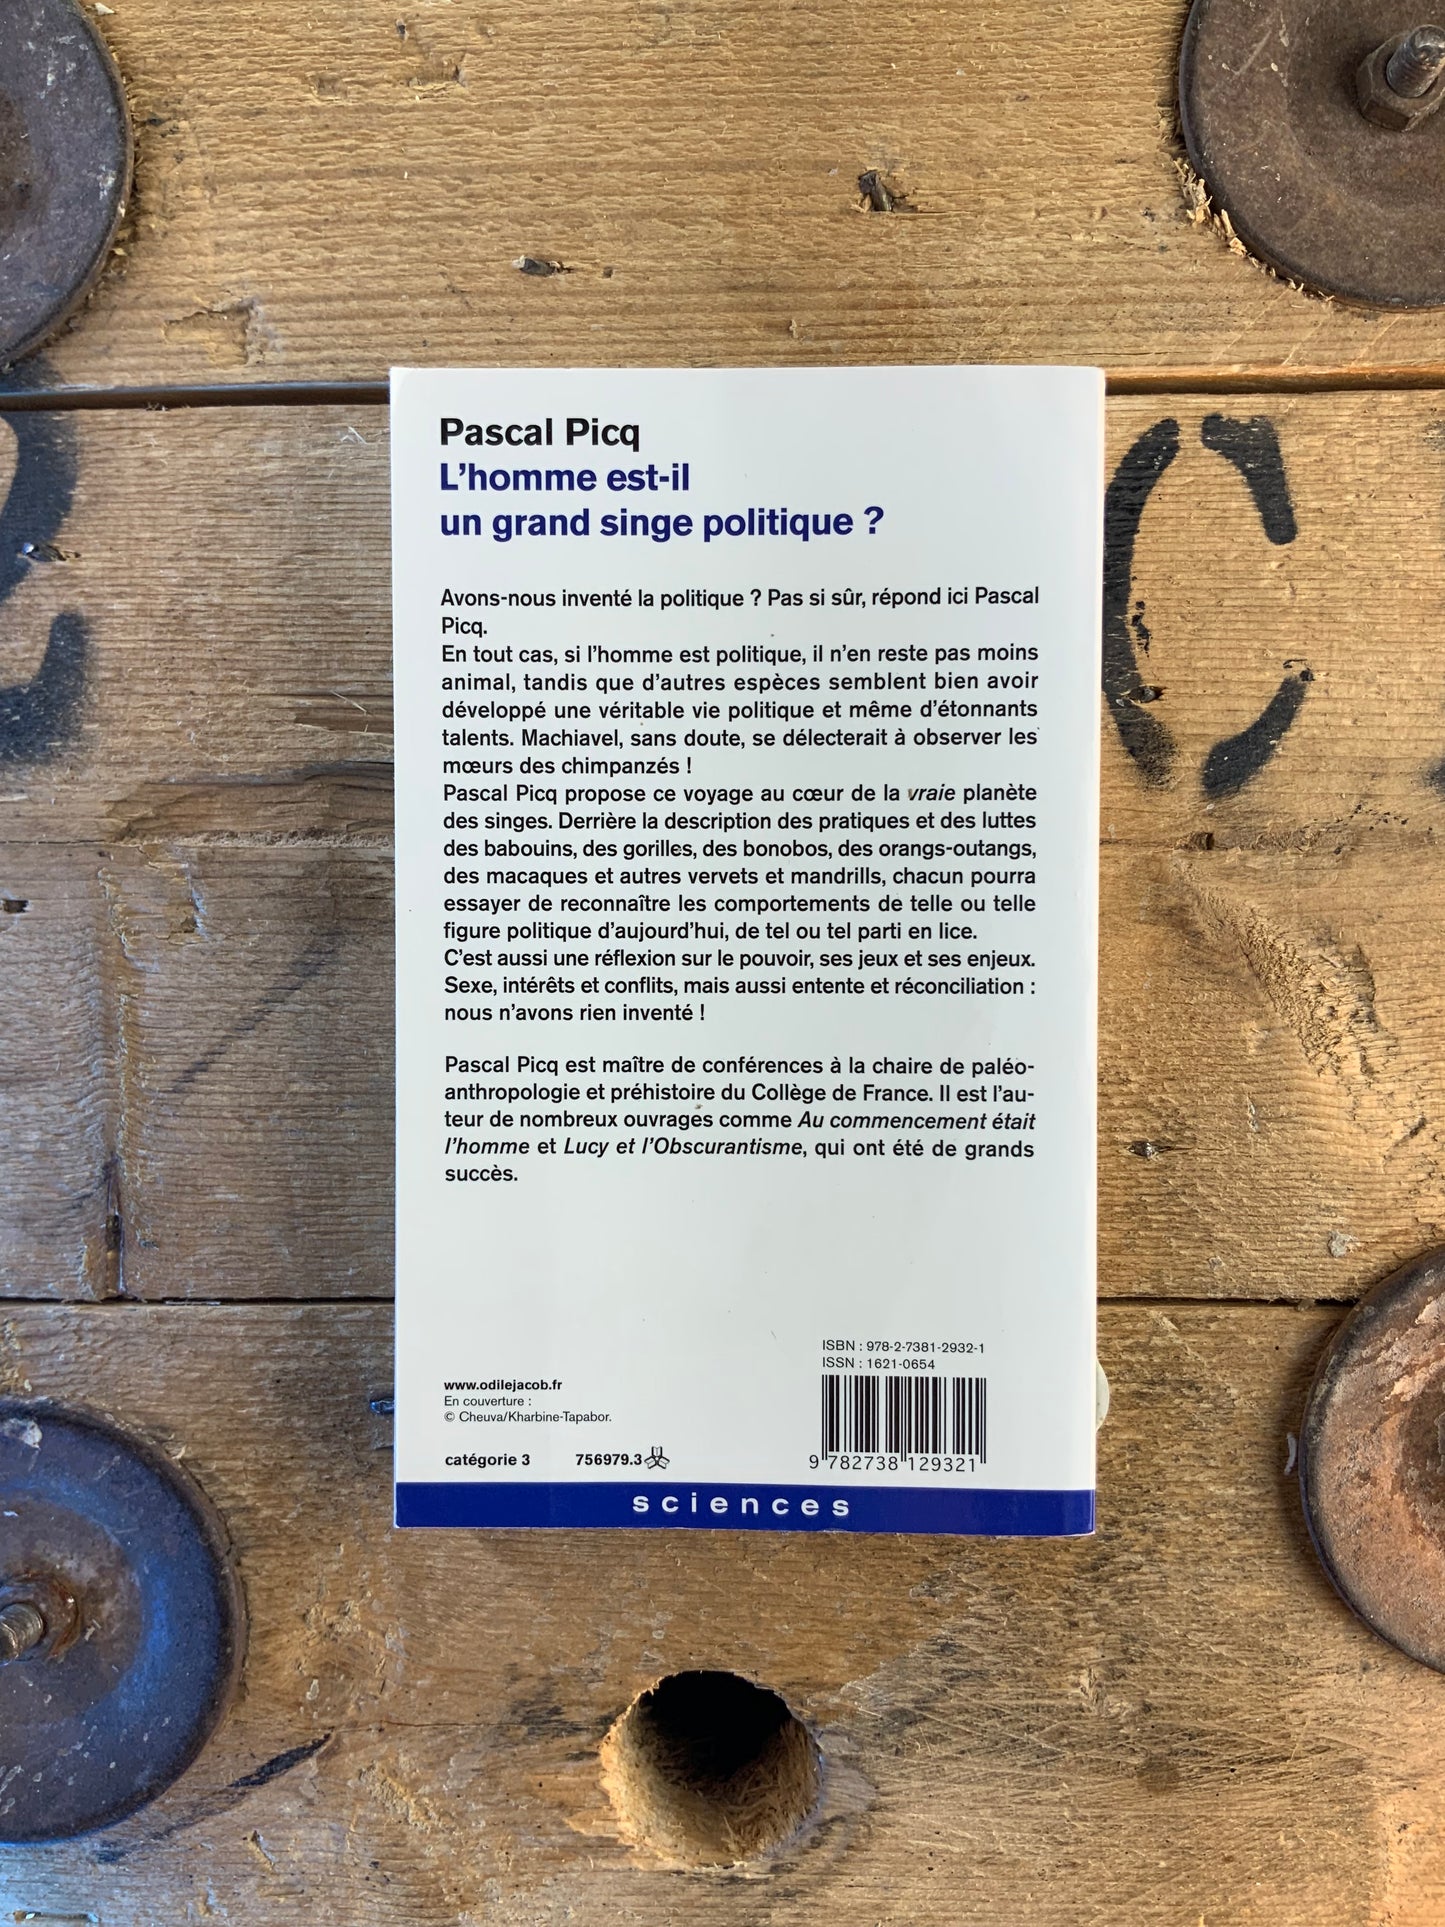 Pascal Picq
L'homme est-il
un grand singe politique ?
Avons-nous inventé la politique ? Pas si sûr, répond ici Pascal
Picq.
En tout cas, si l'homme est politique, il n'en reste pas moins
animal, tandis que d'autres espèces semblent bien avoir
développé une véritable vie politique et même d'étonnants
talents. Machiavel, sans doute, se délecterait à observer les
mœurs des chimpanzés !
Pascal Picq propose ce voyage au cœur de la vraie planète
des singes. Derrière la description des pratiques et des luttes
des babouins, des gorilles, des bonobos, des orangs-outangs,
des macaques et autres vervets et mandrills, chacun pourra
essayer de reconnaître les comportements de telle ou telle
figure politique d'aujourd'hui, de tel ou tel parti en lice.
C'est aussi une réflexion sur le pouvoir, ses jeux et ses enjeux.
Sexe, intérêts et conflits, mais aussi entente et réconciliation :
nous n'avons rien inventé !
Pascal Picq est maître de conférences à la chaire de paléo-
anthropologie et préhistoire du Collège de France. Il est l'au-
teur de nombreux ouvrages comme Au commencement était
l'homme et Lucy et l'Obscurantisme, qui ont été de grands
succès.
ISBN : 978-2-7381-2932-1
ISSN : 1621-0654
www.odilejacob.fr
En couverture :
© Cheuva/Kharbine-Tapabor.
catégorie 3 756979.3
9 782738 129321
sciences
C